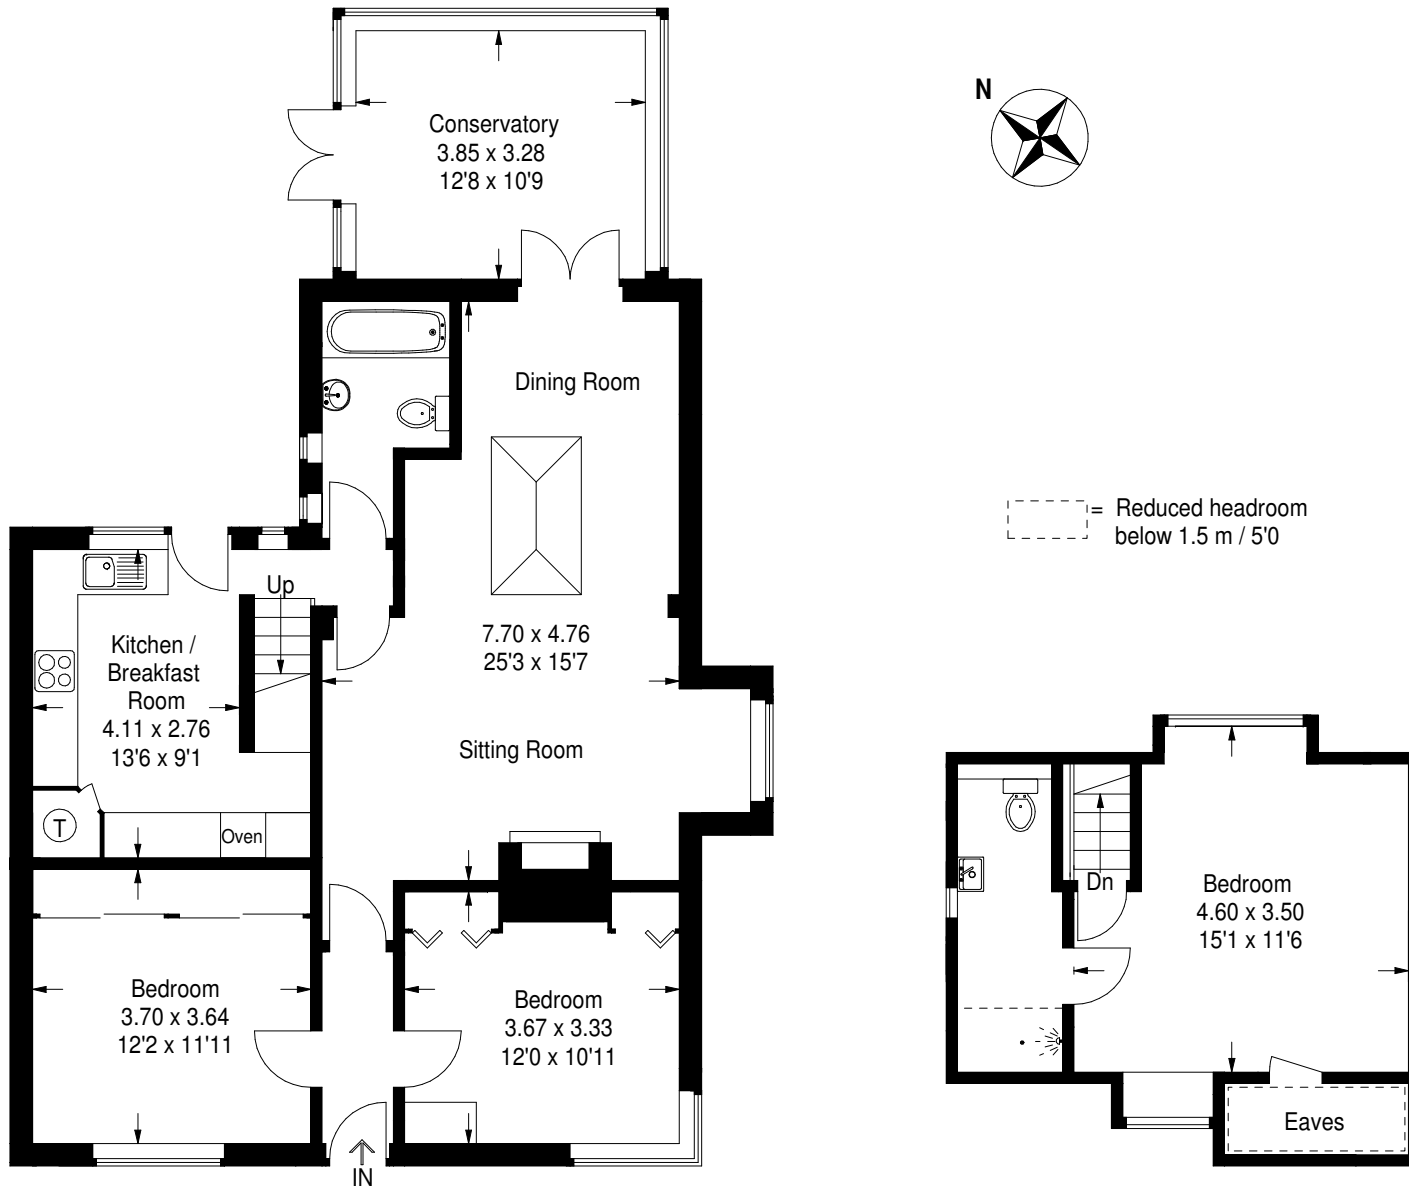 Conservatory
3.85 x 3.28
12'8 x 10'9
N
Dining Room
= Reduced headroom
below 1.5 m / 5'0
Up
Kitchen /
Breakfast
Room
4.11 x 2.76
13'6 x 9'1
7.70 x 4.76
25'3 x 15'7
Sitting Room
T
Oven
Bedroom
3.70 x 3.64
12'2 x 11'11
Bedroom
3.67 x 3.33
12'0 x 10'11
IN
Dn
Bedroom
4.60 x 3.50
15'1 x 11'6
Eaves